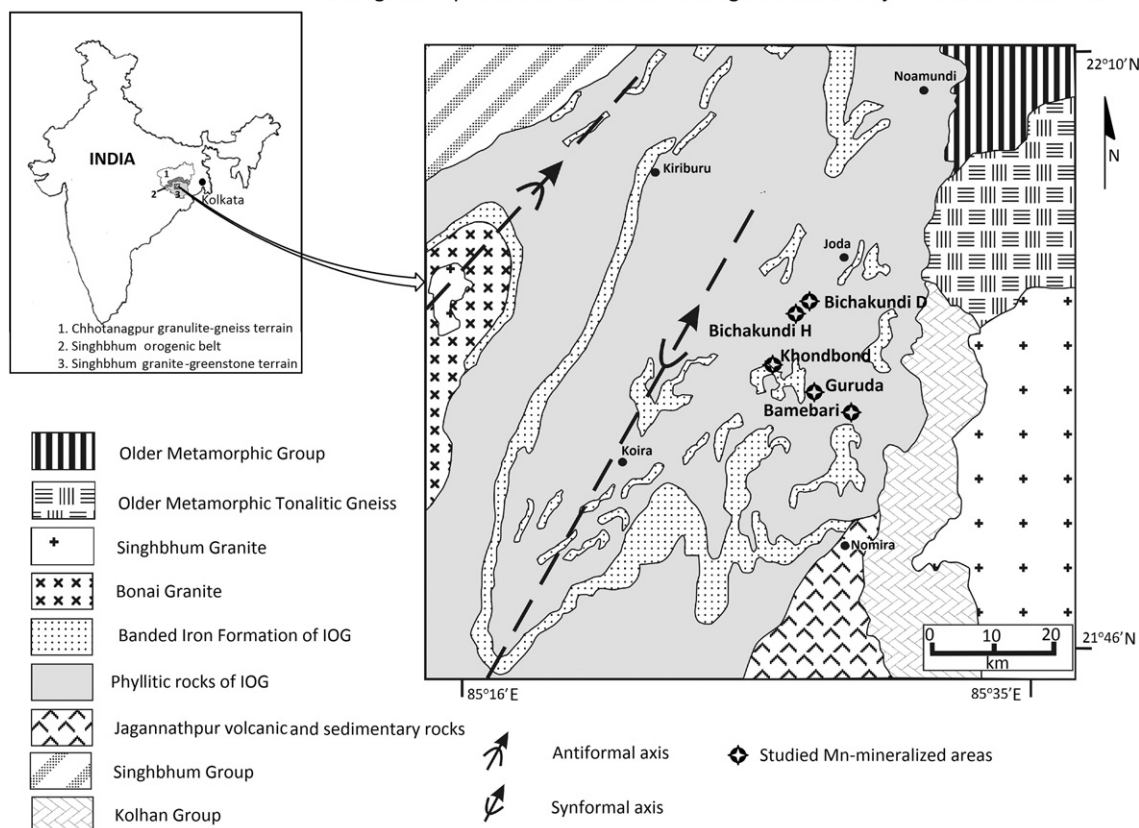 INDIA
1
2
3
Kolkata
1. Chhotanagpur granulite-gneiss terrain
2. Singhbhum orogenic belt
3. Singhbhum granite-greenstone terrain
22°10′N
Noamundi
N
Kiriburu
Joda
Bichakundi D
Bichakundi H
Khondbond
Guruda
Bamebari
Koira
Nomira
0 10 20
km
21°46′N
85°16′E
85°35′E
Older Metamorphic Group
Older Metamorphic Tonalitic Gneiss
Singhbhum Granite
Bonai Granite
Banded Iron Formation of IOG
Phyllitic rocks of IOG
Jagannathpur volcanic and sedimentary rocks
Singhbhum Group
Kolhan Group
Antiformal axis
Synformal axis
Studied Mn-mineralized areas